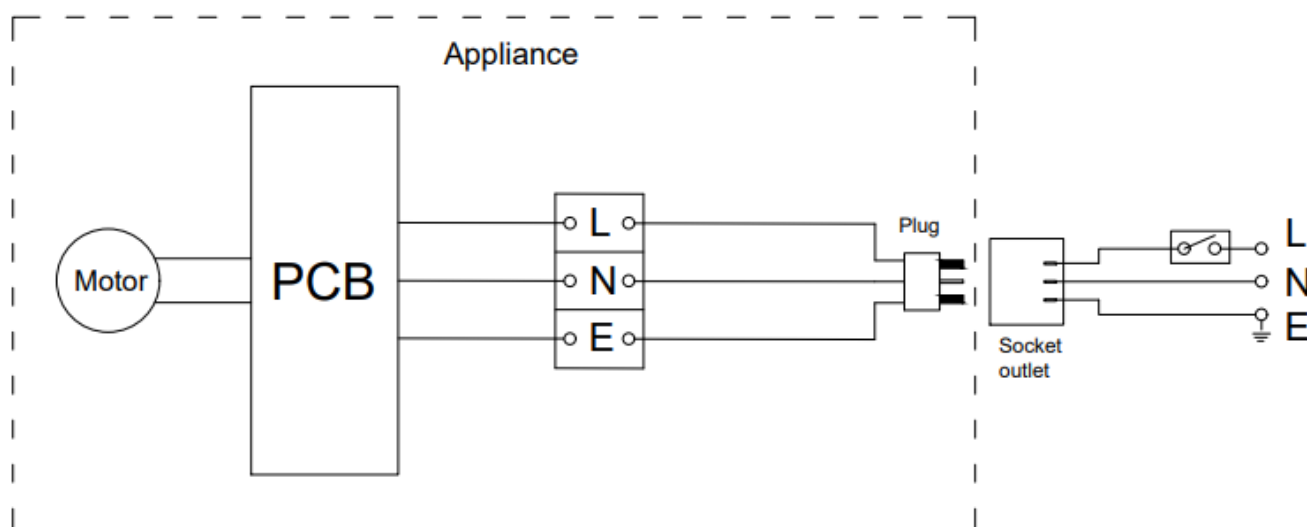 Appliance
Motor
PCB
L
N
E
Plug
Socket
outlet
L
N
E